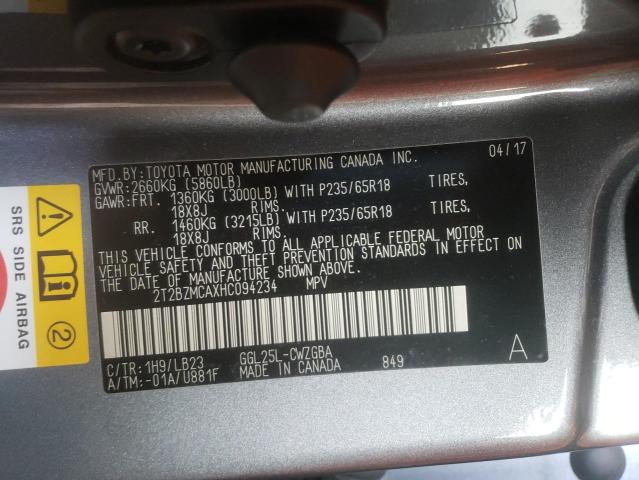 MFD.BY:TOYOTA MOTOR MANUFACTURING CANADA INC. 04/17
GVWR:2660KG (5860LB)
GAWR:FRT. 1360KG (3000LB) WITH P235/65R18 TIRES,
18X8J RIMS.
RR. 1460KG (3215LB) WITH P235/65R18 TIRES,
18X8J RIMS.
THIS VEHICLE CONFORMS TO ALL APPLICABLE FEDERAL MOTOR
VEHICLE SAFETY AND THEFT PREVENTION STANDARDS IN EFFECT ON
THE DATE OF MANUFACTURE SHOWN ABOVE.
2T2BZMCAXHC094234 MPV
C/TR:1H9/LB23 GGL25L-CWZGBA 849 A
A/TM:-01A/U881F MADE IN CANADA
SRS SIDE AIRBAG
2